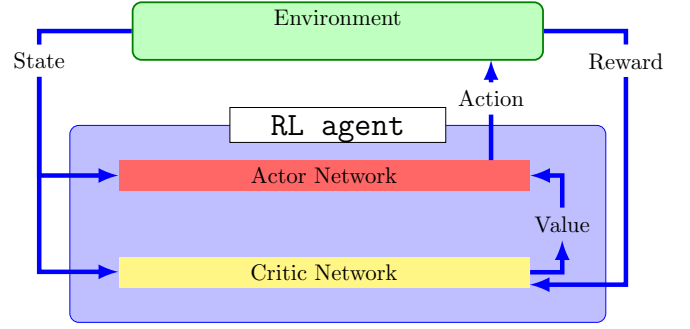 Environment
State
Reward
Action
RL agent
Actor Network
Value
Critic Network